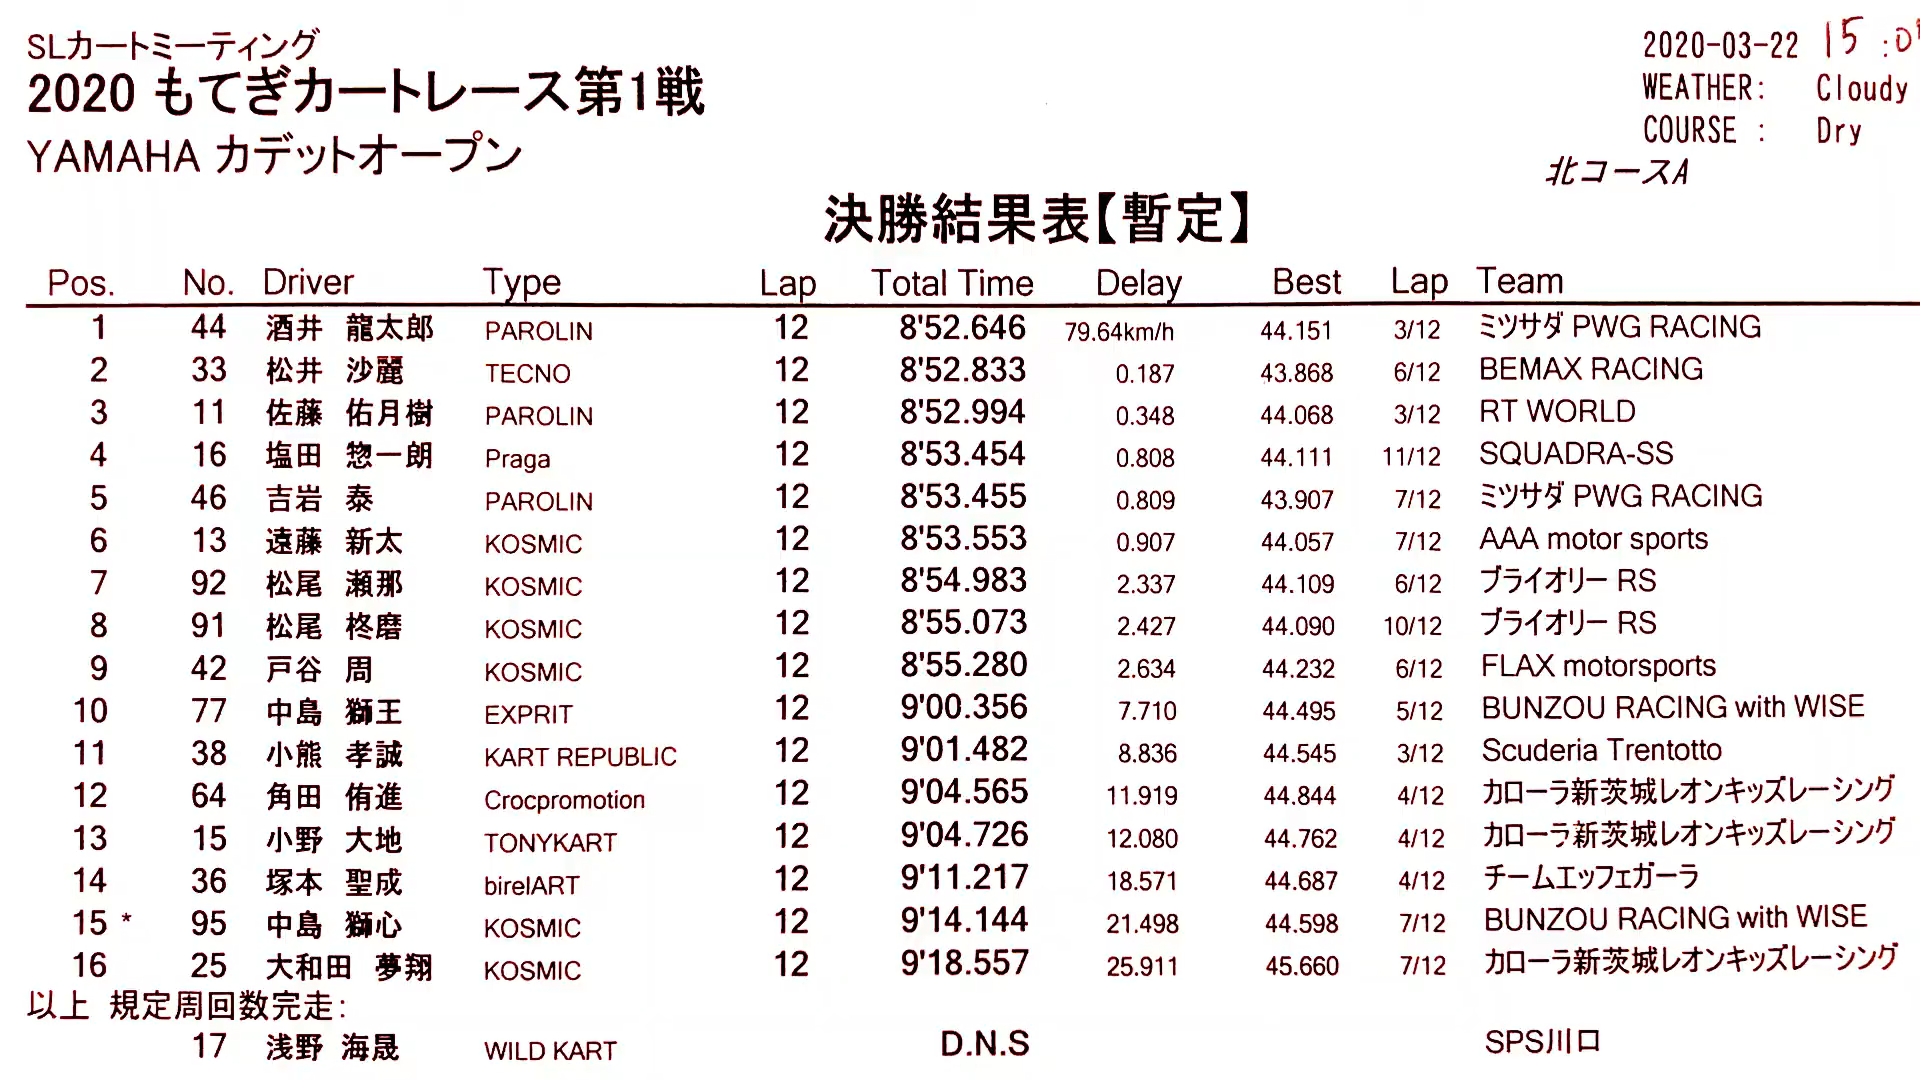 SLカートミーティング
2020 もてぎカートレース第1戦
YAMAHA カデットオープン
2020-03-22 15:0
WEATHER: Cloudy
COURSE : Dry
北コースA
決勝結果表【暫定】
Pos. No. Driver Type Lap Total Time Delay Best Lap Team
1 44 酒井 龍太郎 PAROLIN 12 8'52.646 79.64km/h 44.151 3/12 ミツサダ PWG RACING
2 33 松井 沙麗 TECNO 12 8'52.833 0.187 43.868 6/12 BEMAX RACING
3 11 佐藤 佑月樹 PAROLIN 12 8'52.994 0.348 44.068 3/12 RT WORLD
4 16 塩田 惣一朗 Praga 12 8'53.454 0.808 44.111 11/12 SQUADRA-SS
5 46 吉岩 泰 PAROLIN 12 8'53.455 0.809 43.907 7/12 ミツサダ PWG RACING
6 13 遠藤 新太 KOSMIC 12 8'53.553 0.907 44.057 7/12 AAA motor sports
7 92 松尾 瀬那 KOSMIC 12 8'54.983 2.337 44.109 6/12 ブライオリー RS
8 91 松尾 柊磨 KOSMIC 12 8'55.073 2.427 44.090 10/12 ブライオリー RS
9 42 戸谷 周 KOSMIC 12 8'55.280 2.634 44.232 6/12 FLAX motorsports
10 77 中島 獅王 EXPRIT 12 9'00.356 7.710 44.495 5/12 BUNZOU RACING with WISE
11 38 小熊 孝誠 KART REPUBLIC 12 9'01.482 8.836 44.545 3/12 Scuderia Trentotto
12 64 角田 侑進 Crocpromotion 12 9'04.565 11.919 44.844 4/12 カローラ新茨城レオンキッズレーシング
13 15 小野 大地 TONYKART 12 9'04.726 12.080 44.762 4/12 カローラ新茨城レオンキッズレーシング
14 36 塚本 聖成 birelART 12 9'11.217 18.571 44.687 4/12 チームエッフェガーラ
15 * 95 中島 獅心 KOSMIC 12 9'14.144 21.498 44.598 7/12 BUNZOU RACING with WISE
16 25 大和田 夢翔 KOSMIC 12 9'18.557 25.911 45.660 7/12 カローラ新茨城レオンキッズレーシング
以上 規定周回数完走:
17 浅野 海晟 WILD KART D.N.S SPS川口